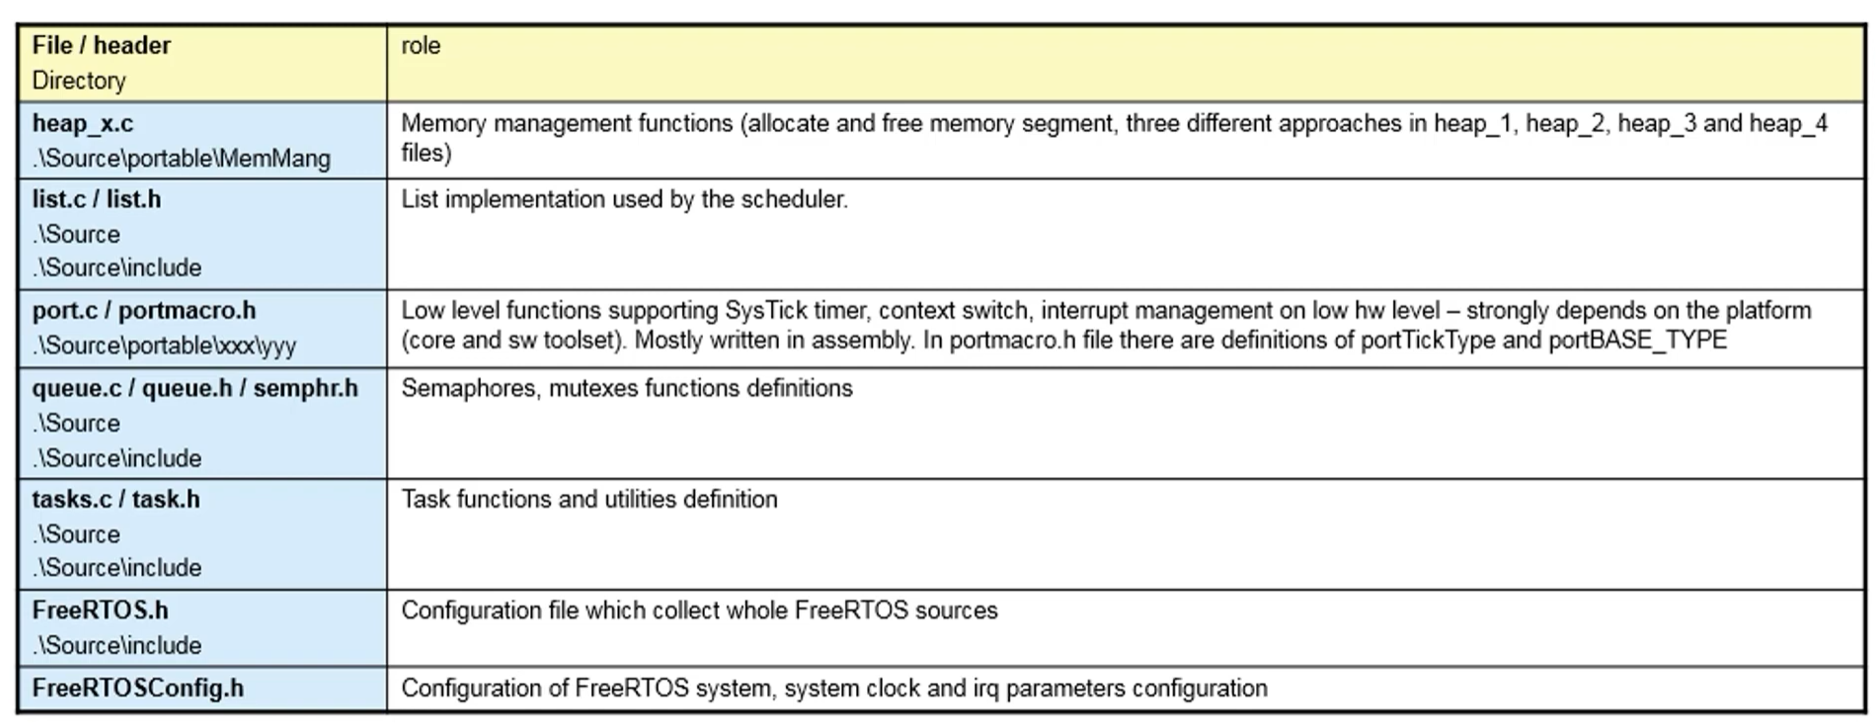 File / header
role
Directory
heap_x.c
Memory management functions (allocate and free memory segment, three different approaches in heap_1, heap_2, heap_3 and heap_4
files)
.\Source\portable\MemMang
list.c / list.h
List implementation used by the scheduler.
.\Source
.\Source\include
port.c / portmacro.h
Low level functions supporting SysTick timer, context switch, interrupt management on low hw level – strongly depends on the platform
(core and sw toolset). Mostly written in assembly. In portmacro.h file there are definitions of portTickType and portBASE_TYPE
.\Source\portable\xxx\yyy
queue.c / queue.h / semphr.h
Semaphores, mutexes functions definitions
.\Source
.\Source\include
tasks.c / task.h
Task functions and utilities definition
.\Source
.\Source\include
FreeRTOS.h
Configuration file which collect whole FreeRTOS sources
.\Source\include
FreeRTOSConfig.h
Configuration of FreeRTOS system, system clock and irq parameters configuration